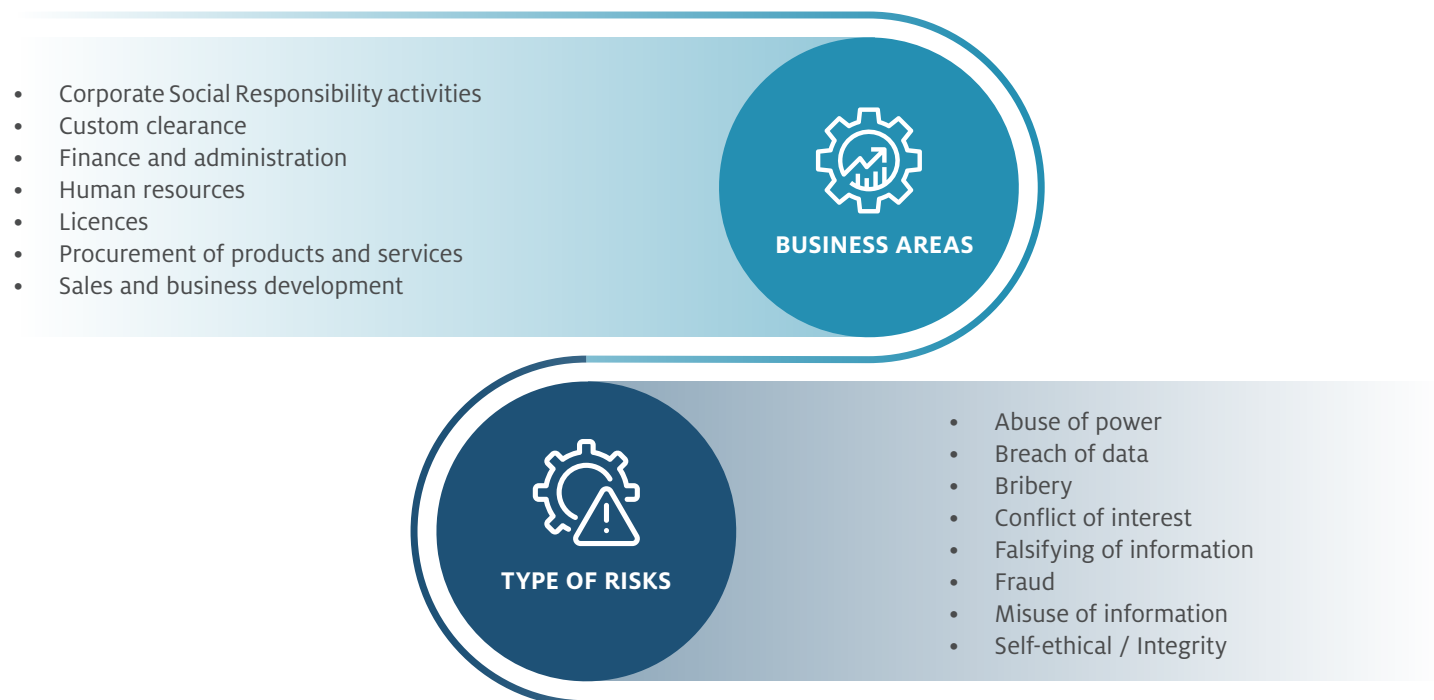 • Corporate Social Responsibility activities
• Custom clearance
• Finance and administration
• Human resources
• Licences
• Procurement of products and services
• Sales and business development
BUSINESS AREAS
TYPE OF RISKS
• Abuse of power
• Breach of data
• Bribery
• Conflict of interest
• Falsifying of information
• Fraud
• Misuse of information
• Self-ethical / Integrity